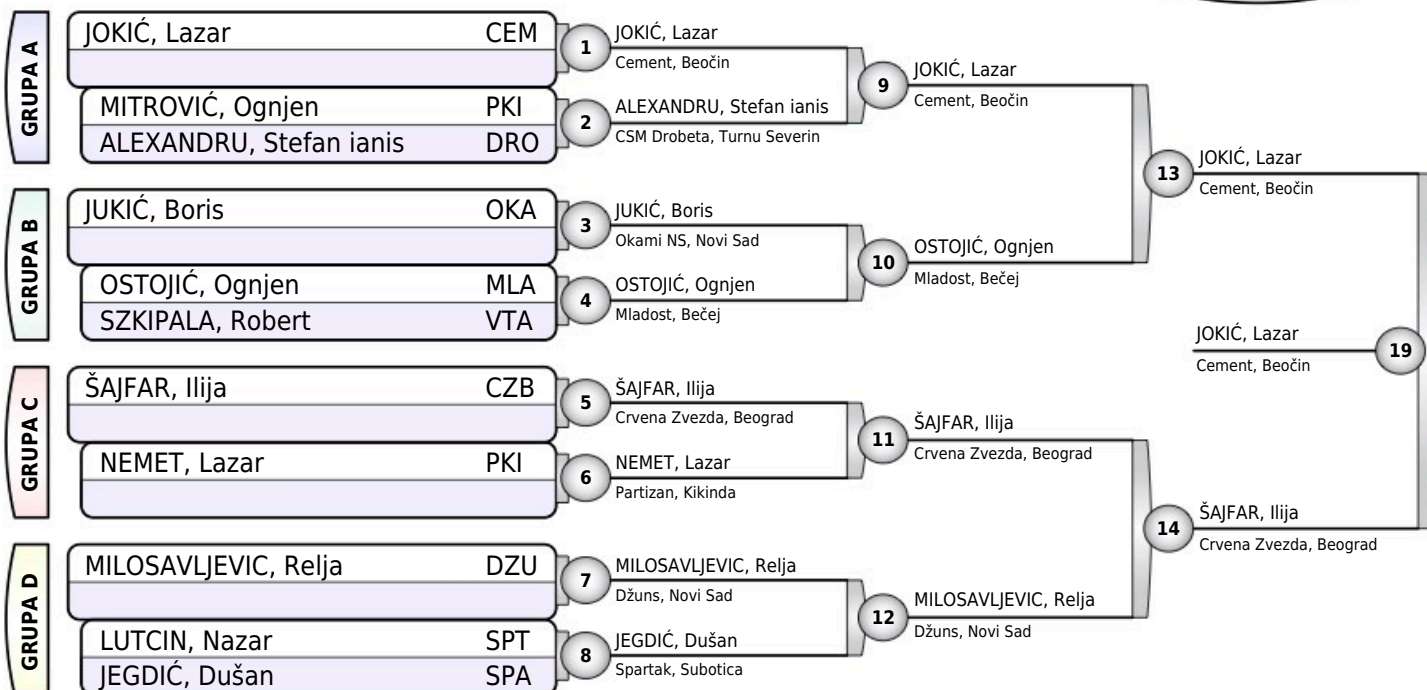 GRUPA A
JOKIĆ, Lazar CEM
MITROVIĆ, Ognjen PKI
ALEXANDRU, Stefan ianis DRO
1
JOKIĆ, Lazar
Cement, Beočin
2
ALEXANDRU, Stefan ianis
CSM Drobeta, Turnu Severin
9
JOKIĆ, Lazar
Cement, Beočin
GRUPA B
JUKIĆ, Boris OKA
OSTOJIĆ, Ognjen MLA
SZKIPALA, Robert VTA
3
JUKIĆ, Boris
Okami NS, Novi Sad
4
OSTOJIĆ, Ognjen
Mladost, Bečej
10
OSTOJIĆ, Ognjen
Mladost, Bečej
13
JOKIĆ, Lazar
Cement, Beočin
GRUPA C
ŠAJFAR, Ilija CZB
NEMET, Lazar PKI
5
ŠAJFAR, Ilija
Crvena Zvezda, Beograd
6
NEMET, Lazar
Partizan, Kikinda
11
ŠAJFAR, Ilija
Crvena Zvezda, Beograd
GRUPA D
MILOSAVLJEVIC, Relja DZU
LUTCIN, Nazar SPT
JEGDIĆ, Dušan SPA
7
MILOSAVLJEVIC, Relja
Džuns, Novi Sad
8
JEGDIĆ, Dušan
Spartak, Subotica
12
MILOSAVLJEVIC, Relja
Džuns, Novi Sad
14
ŠAJFAR, Ilija
Crvena Zvezda, Beograd
JOKIĆ, Lazar
Cement, Beočin
19